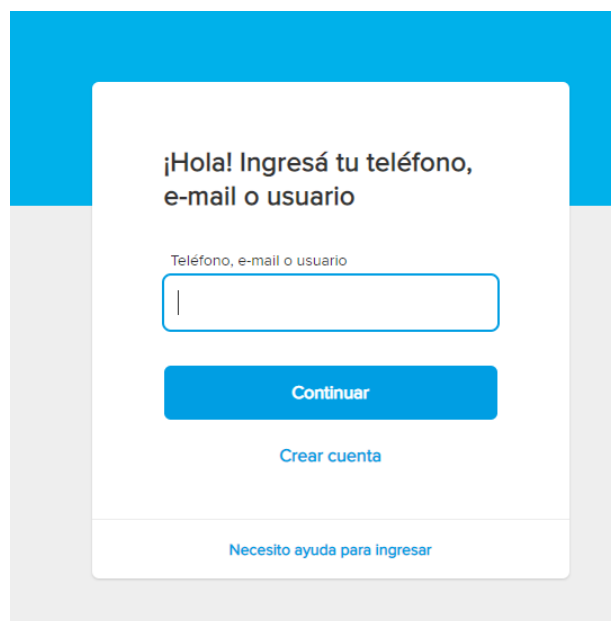 ¡Hola! Ingresá tu teléfono,
e-mail o usuario
Teléfono, e-mail o usuario
Continuar
Crear cuenta
Necesito ayuda para ingresar